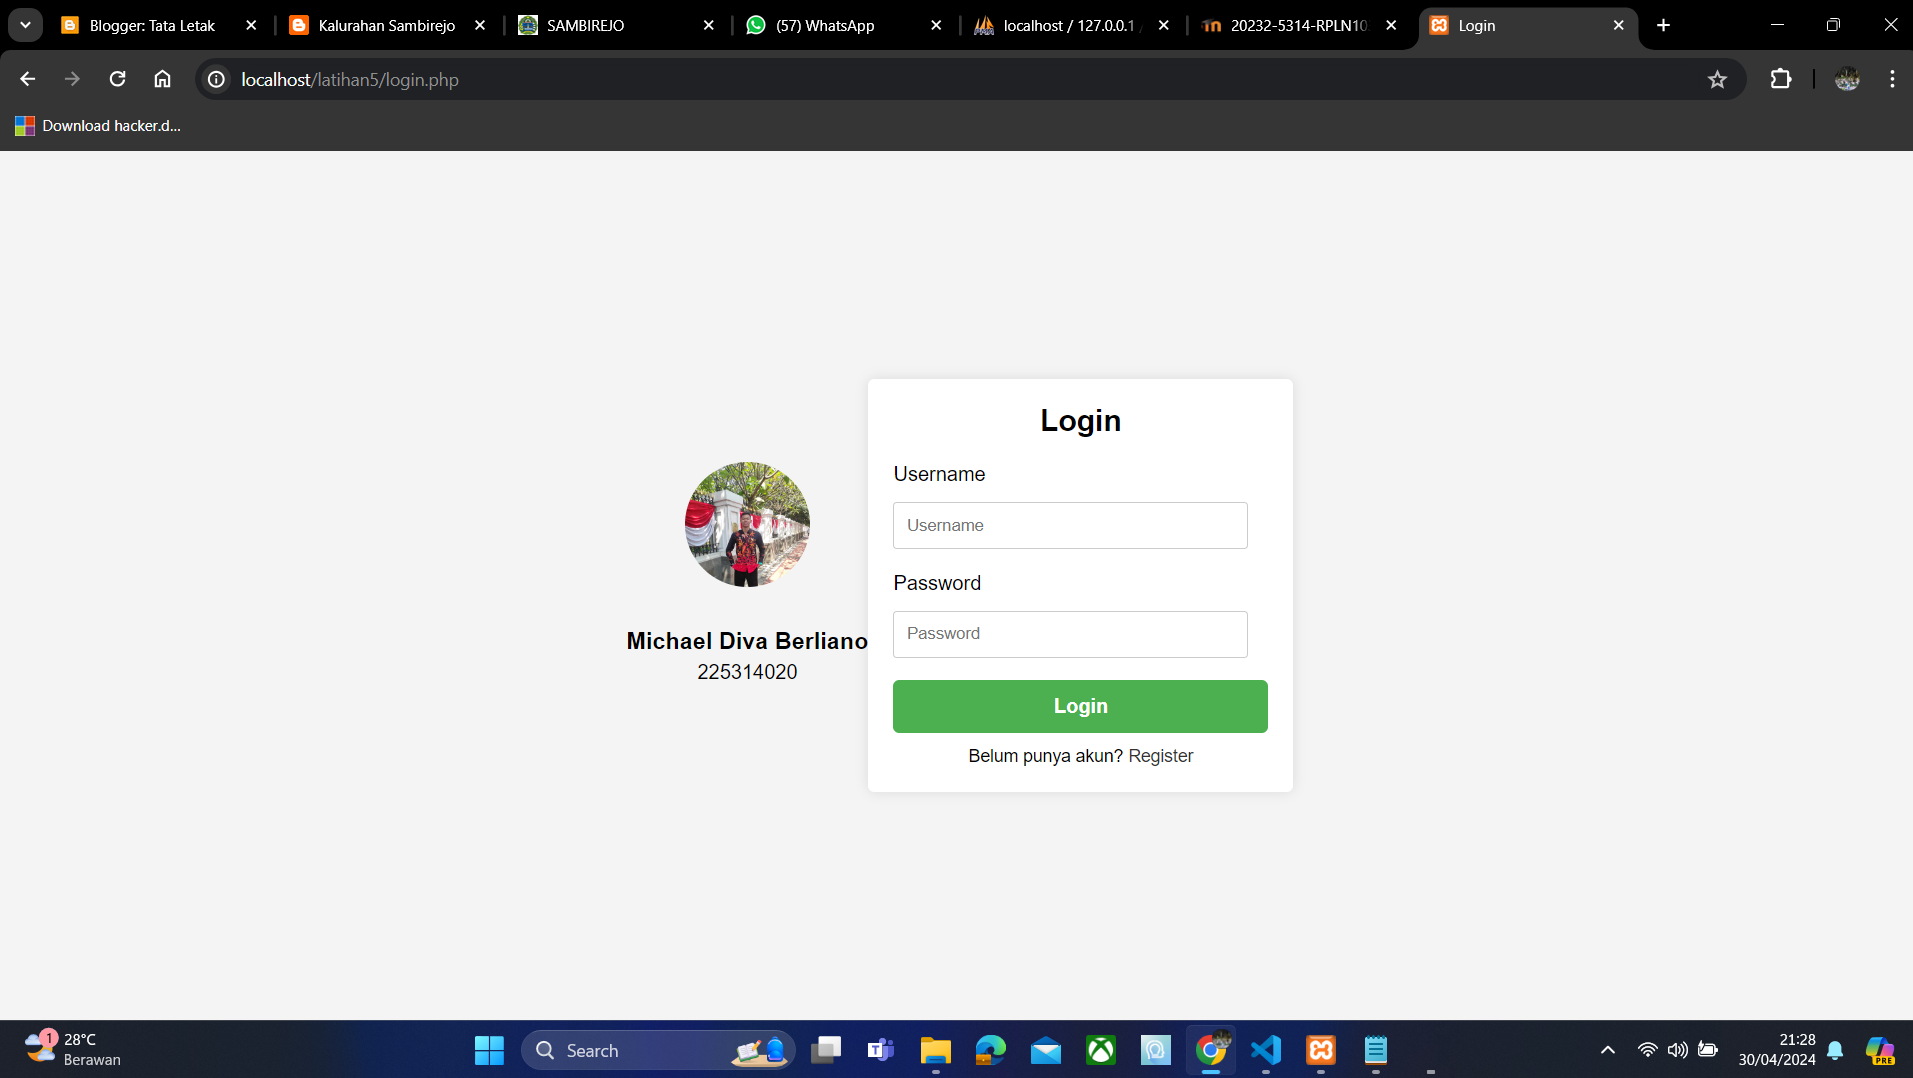 Blogger: Tata Letak
Kalurahan Sambirejo
SAMBIREJO
(57) WhatsApp
localhost / 127.0.0.1
20232-5314-RPLN10
Login
localhost/latihan5/login.php
Download hacker.d...
Login
Username
Username
Password
Password
Login
Belum punya akun? Register
Michael Diva Berliano
225314020
1
28°C
Berawan
Search
21:28
30/04/2024
PRE